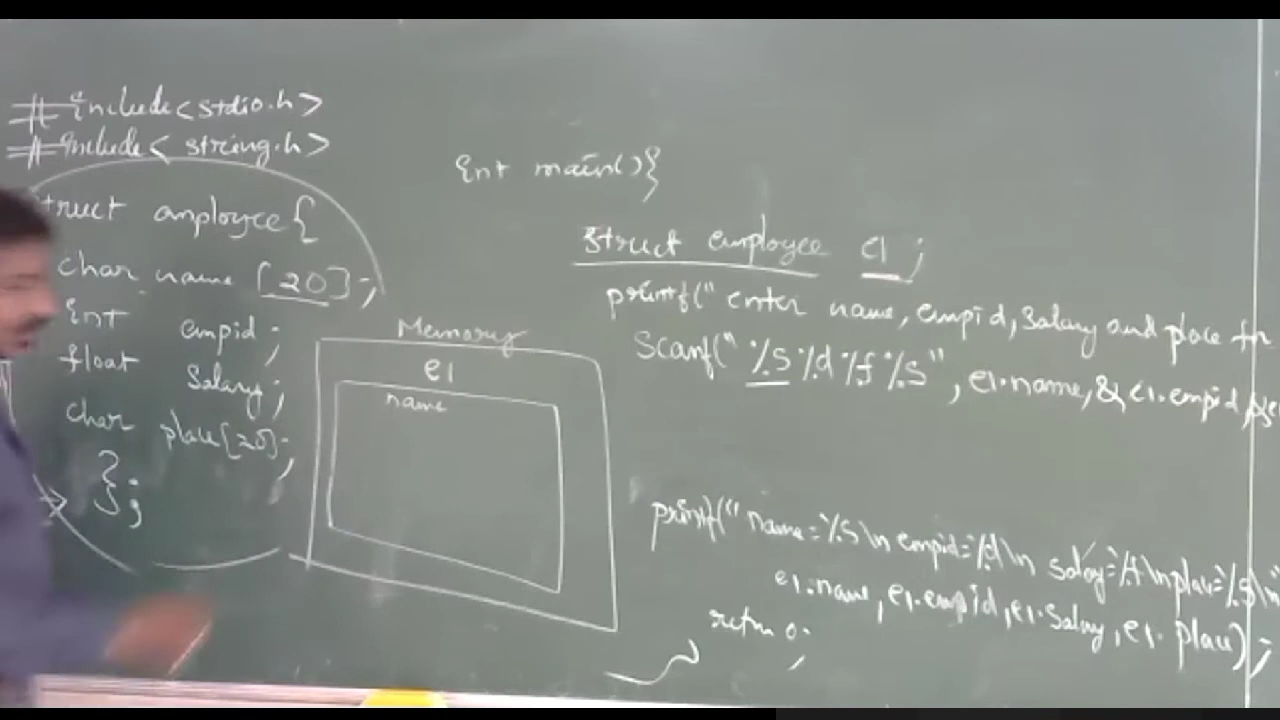 #include<stdio.h>
#include< string.h>
struct amployee{
char name [20];
int empid;
float Salary;
char place[20];
};
Memory
e1
name
int main(){
struct employee e1;
printf(" enter name, empid, Salary and place for
Scanf(" %s %d %f %s" , e1.name, & e1.empid, &e
printf(" name=%s\n empid=%d\n salary=%f\n place=%s\n"
e1.name, e1.empid, e1.Salary, e1.place);
return 0;